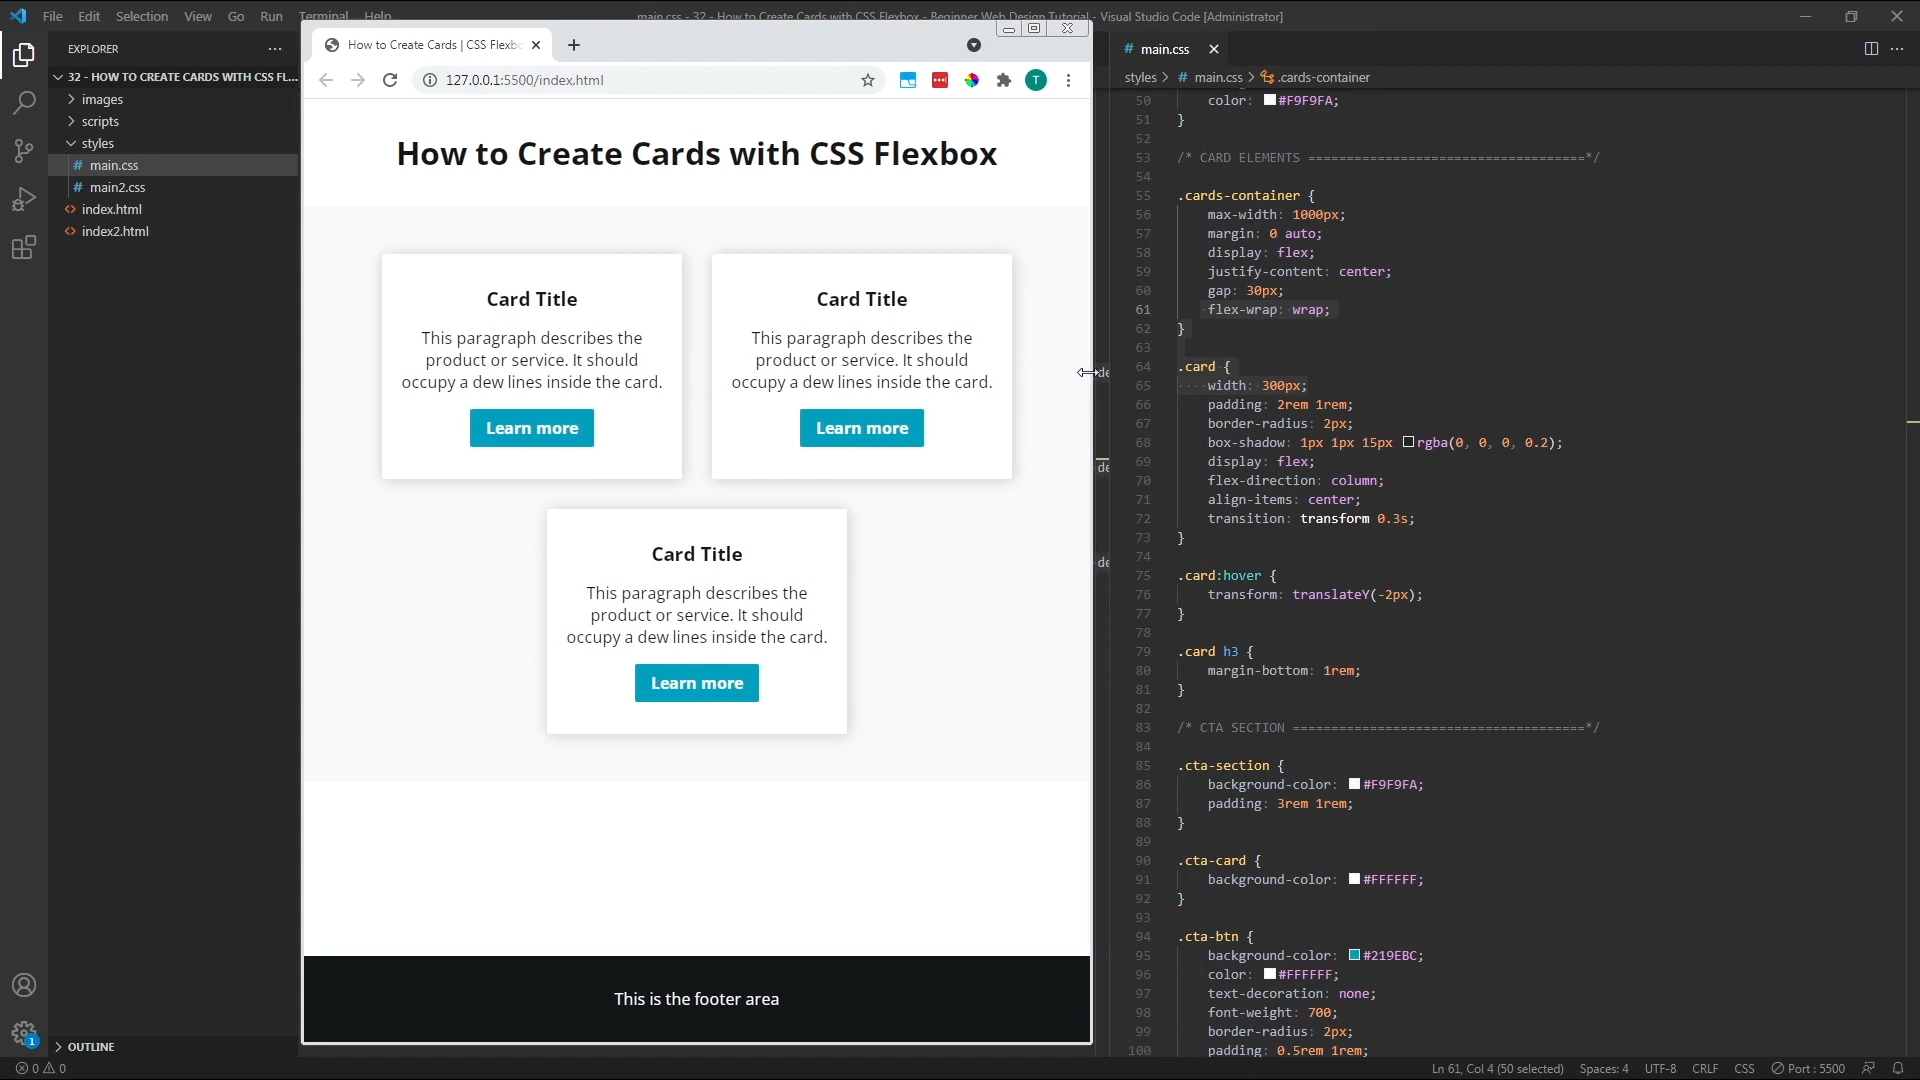 File Edit Selection View Go Run Terminal Help
main.css - 32 - How to Create Cards with CSS Flexbox - Beginner Web Design Tutorial - Visual Studio Code [Administrator]
EXPLORER
32 - HOW TO CREATE CARDS WITH CSS FL...
images
scripts
styles
# main.css
# main2.css
<> index.html
<> index2.html
OUTLINE
1
How to Create Cards | CSS Flexbo
127.0.0.1:5500/index.html
T
How to Create Cards with CSS Flexbox
Card Title
This paragraph describes the
product or service. It should
occupy a dew lines inside the card.
Learn more
Card Title
This paragraph describes the
product or service. It should
occupy a dew lines inside the card.
Learn more
Card Title
This paragraph describes the
product or service. It should
occupy a dew lines inside the card.
Learn more
This is the footer area
de
de
de
# main.css
styles > # main.css > .cards-container
50 color: #F9F9FA;
51 }
52
53 /* CARD ELEMENTS ====================================*/
54
55 .cards-container {
56 max-width: 1000px;
57 margin: 0 auto;
58 display: flex;
59 justify-content: center;
60 gap: 30px;
61 flex-wrap: wrap;
62 }
63
64 .card {
65 width: 300px;
66 padding: 2rem 1rem;
67 border-radius: 2px;
68 box-shadow: 1px 1px 15px rgba(0, 0, 0, 0.2);
69 display: flex;
70 flex-direction: column;
71 align-items: center;
72 transition: transform 0.3s;
73 }
74
75 .card:hover {
76 transform: translateY(-2px);
77 }
78
79 .card h3 {
80 margin-bottom: 1rem;
81 }
82
83 /* CTA SECTION ======================================*/
84
85 .cta-section {
86 background-color: #F9F9FA;
87 padding: 3rem 1rem;
88 }
89
90 .cta-card {
91 background-color: #FFFFFF;
92 }
93
94 .cta-btn {
95 background-color: #219EBC;
96 color: #FFFFFF;
97 text-decoration: none;
98 font-weight: 700;
99 border-radius: 2px;
100 padding: 0.5rem 1rem;
0 0
Ln 61, Col 4 (50 selected) Spaces: 4 UTF-8 CRLF CSS Port : 5500